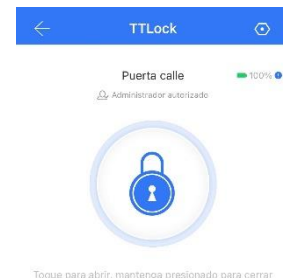 TTLock
Puerta calle
100%
Administrador autorizado
Toque para abrir, mantenga presionado para cerrar